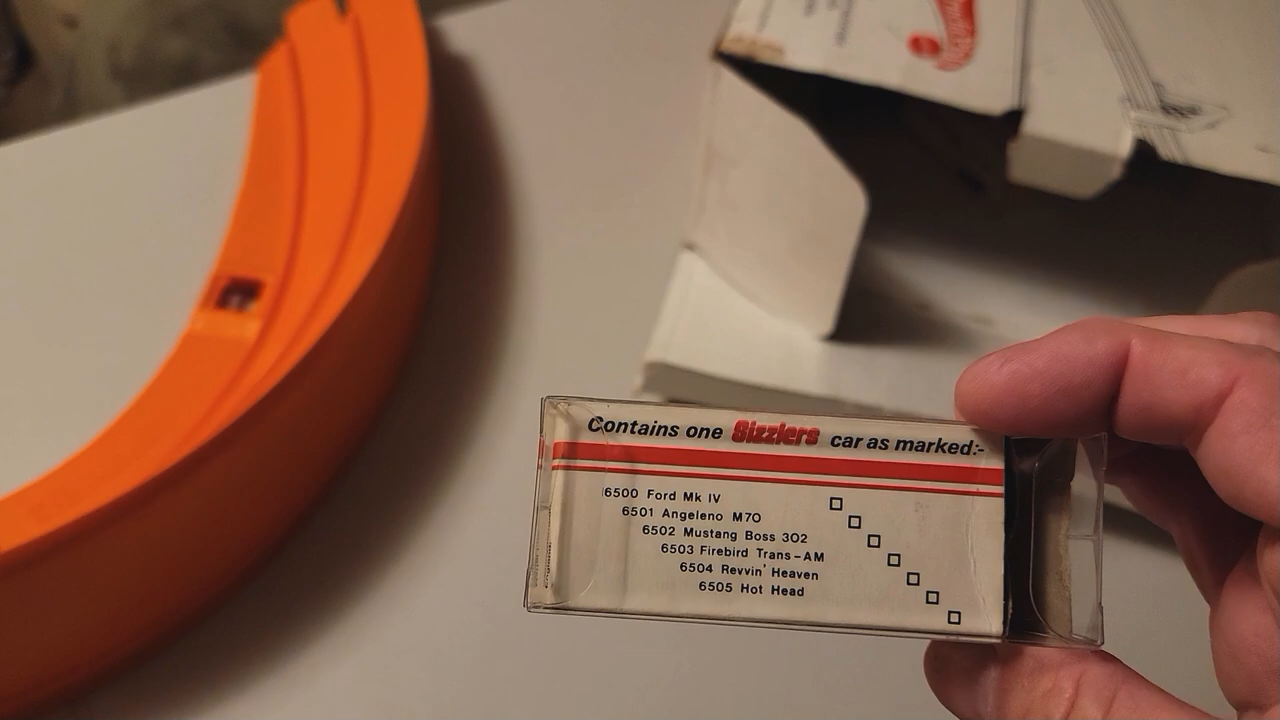 Contains one Sizzlers car as marked:-
6500 Ford Mk IV
6501 Angeleno M70
6502 Mustang Boss 302
6503 Firebird Trans-AM
6504 Revvin' Heaven
6505 Hot Head